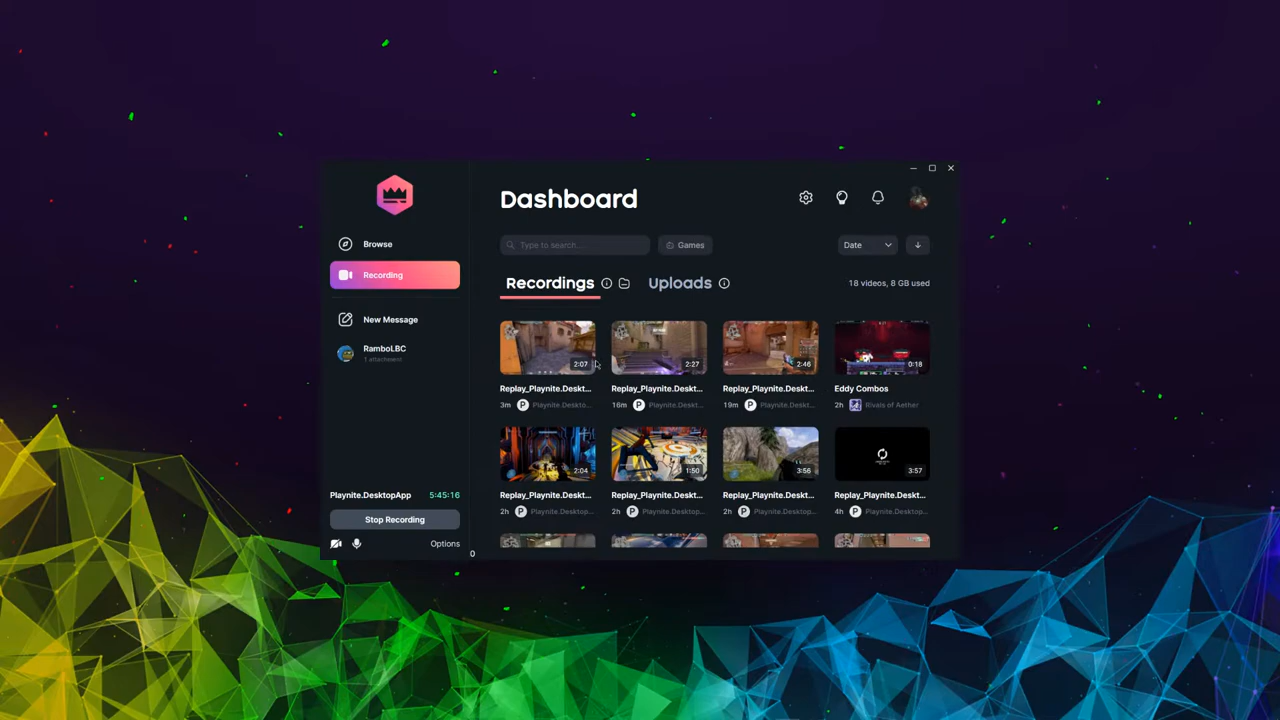 Dashboard
Browse
Recording
New Message
RamboLBC
1 attachment
Playnite.DesktopApp 5:45:16
Stop Recording
Options
0
Type to search...
Games
Date
Recordings
Uploads
18 videos, 8 GB used
2:07
2:27
2:46
0:18
Replay_Playnite.Deskt...
Replay_Playnite.Deskt...
Replay_Playnite.Deskt...
Eddy Combos
3m P Playnite.Deskto...
16m P Playnite.Deskt...
19m P Playnite.Deskt...
2h Rivals of Aether
2:04
1:50
3:56
3:57
Replay_Playnite.Deskt...
Replay_Playnite.Deskt...
Replay_Playnite.Deskt...
Replay_Playnite.Deskt...
2h P Playnite.Desktop...
2h P Playnite.Desktop...
2h P Playnite.Desktop...
4h P Playnite.Desktop...